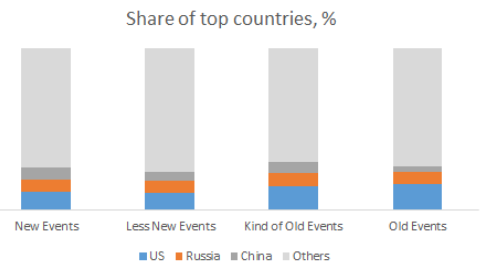 Share of top countries, %
New Events Less New Events Kind of Old Events Old Events
US Russia China Others